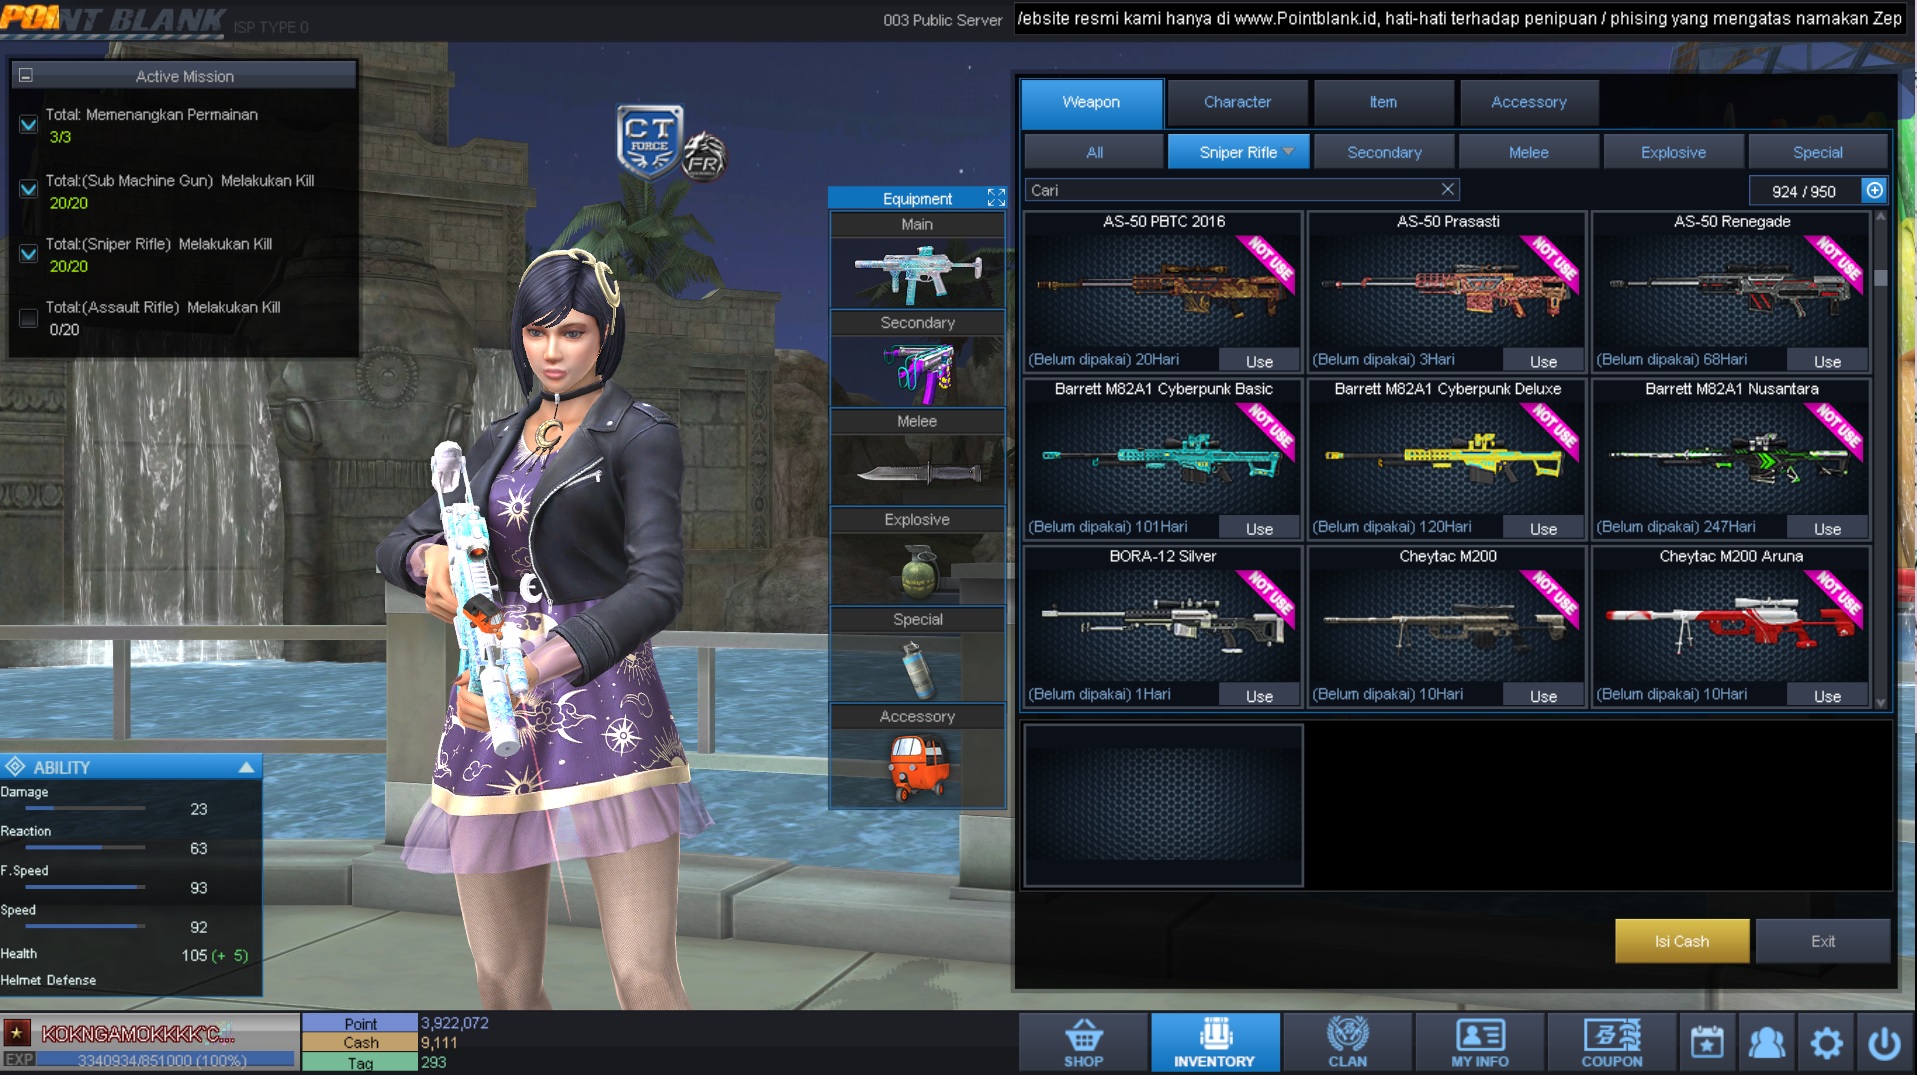 POINT BLANK
ISP TYPE 0
003 Public Server
/ebsite resmi kami hanya di www.Pointblank.id, hati-hati terhadap penipuan / phising yang mengatas namakan Zep
Active Mission
Total: Memenangkan Permainan
3/3
Total:(Sub Machine Gun) Melakukan Kill
20/20
Total:(Sniper Rifle) Melakukan Kill
20/20
Total:(Assault Rifle) Melakukan Kill
0/20
CT
FORCE
FR
Equipment
Main
Secondary
Melee
Explosive
Special
Accessory
Weapon
Character
Item
Accessory
All
Sniper Rifle
Secondary
Melee
Explosive
Special
Cari
924 / 950
AS-50 PBTC 2016
NOT USE
(Belum dipakai) 20Hari
Use
AS-50 Prasasti
NOT USE
(Belum dipakai) 3Hari
Use
AS-50 Renegade
NOT USE
(Belum dipakai) 68Hari
Use
Barrett M82A1 Cyberpunk Basic
NOT USE
(Belum dipakai) 101Hari
Use
Barrett M82A1 Cyberpunk Deluxe
NOT USE
(Belum dipakai) 120Hari
Use
Barrett M82A1 Nusantara
NOT USE
(Belum dipakai) 247Hari
Use
BORA-12 Silver
NOT USE
(Belum dipakai) 1Hari
Use
Cheytac M200
NOT USE
(Belum dipakai) 10Hari
Use
Cheytac M200 Aruna
NOT USE
(Belum dipakai) 10Hari
Use
Isi Cash
Exit
ABILITY
Damage
23
Reaction
63
F.Speed
93
Speed
92
Health
105 (+ 5)
Helmet Defense
KOKNGAMOKKKK`C...
EXP
3340934/851000 (100%)
Point
3,922,072
Cash
9,111
Tag
293
SHOP
INVENTORY
CLAN
MY INFO
COUPON